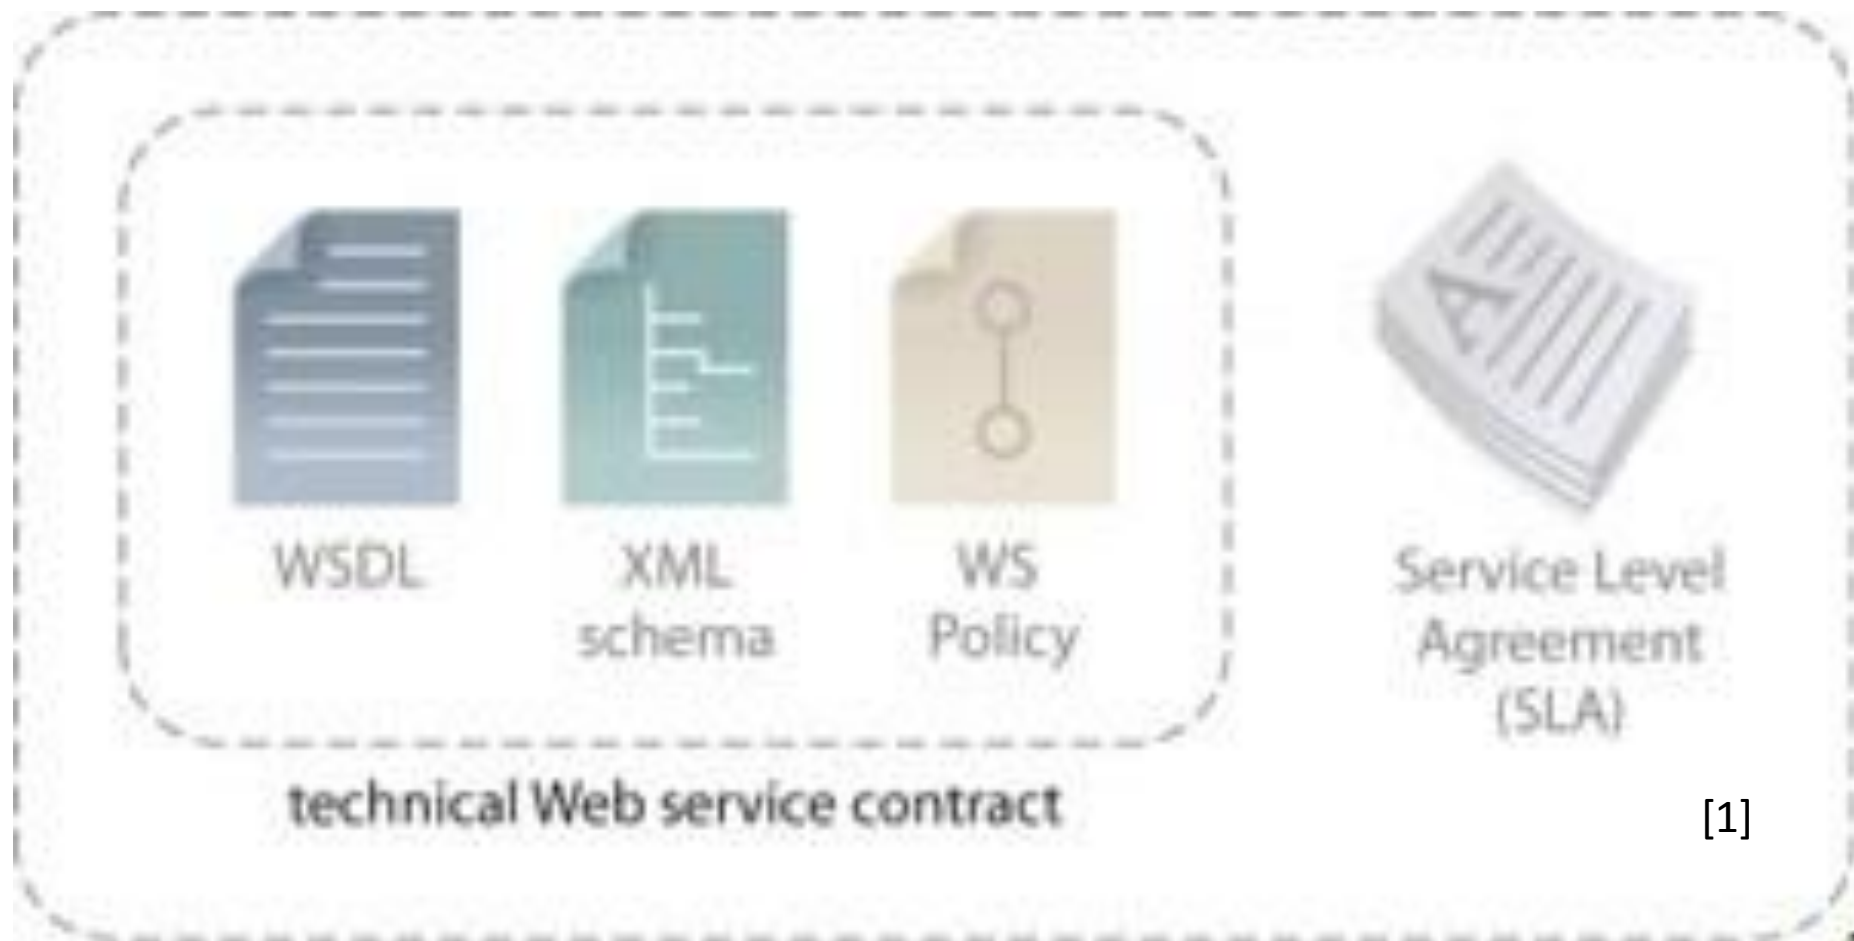 WSDL
XML
schema
WS
Policy
Service Level
Agreement
(SLA)
technical Web service contract
[1]